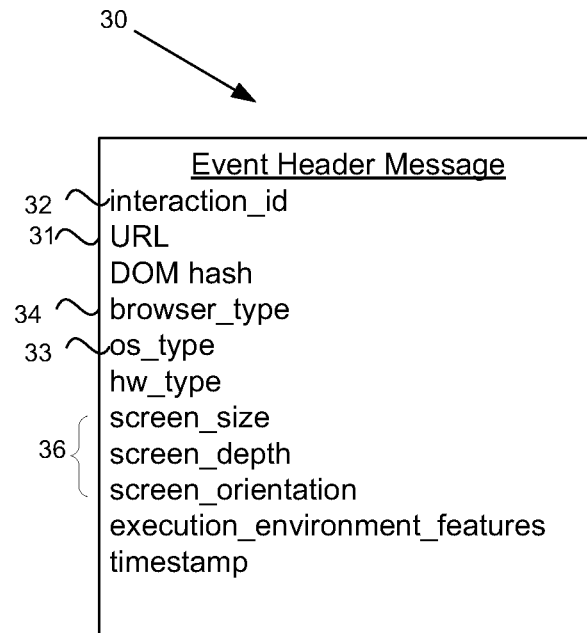 30
Event Header Message
32 interaction_id
31 URL
DOM hash
34 browser_type
33 os_type
hw_type
screen_size
36 screen_depth
screen_orientation
execution_environment_features
timestamp